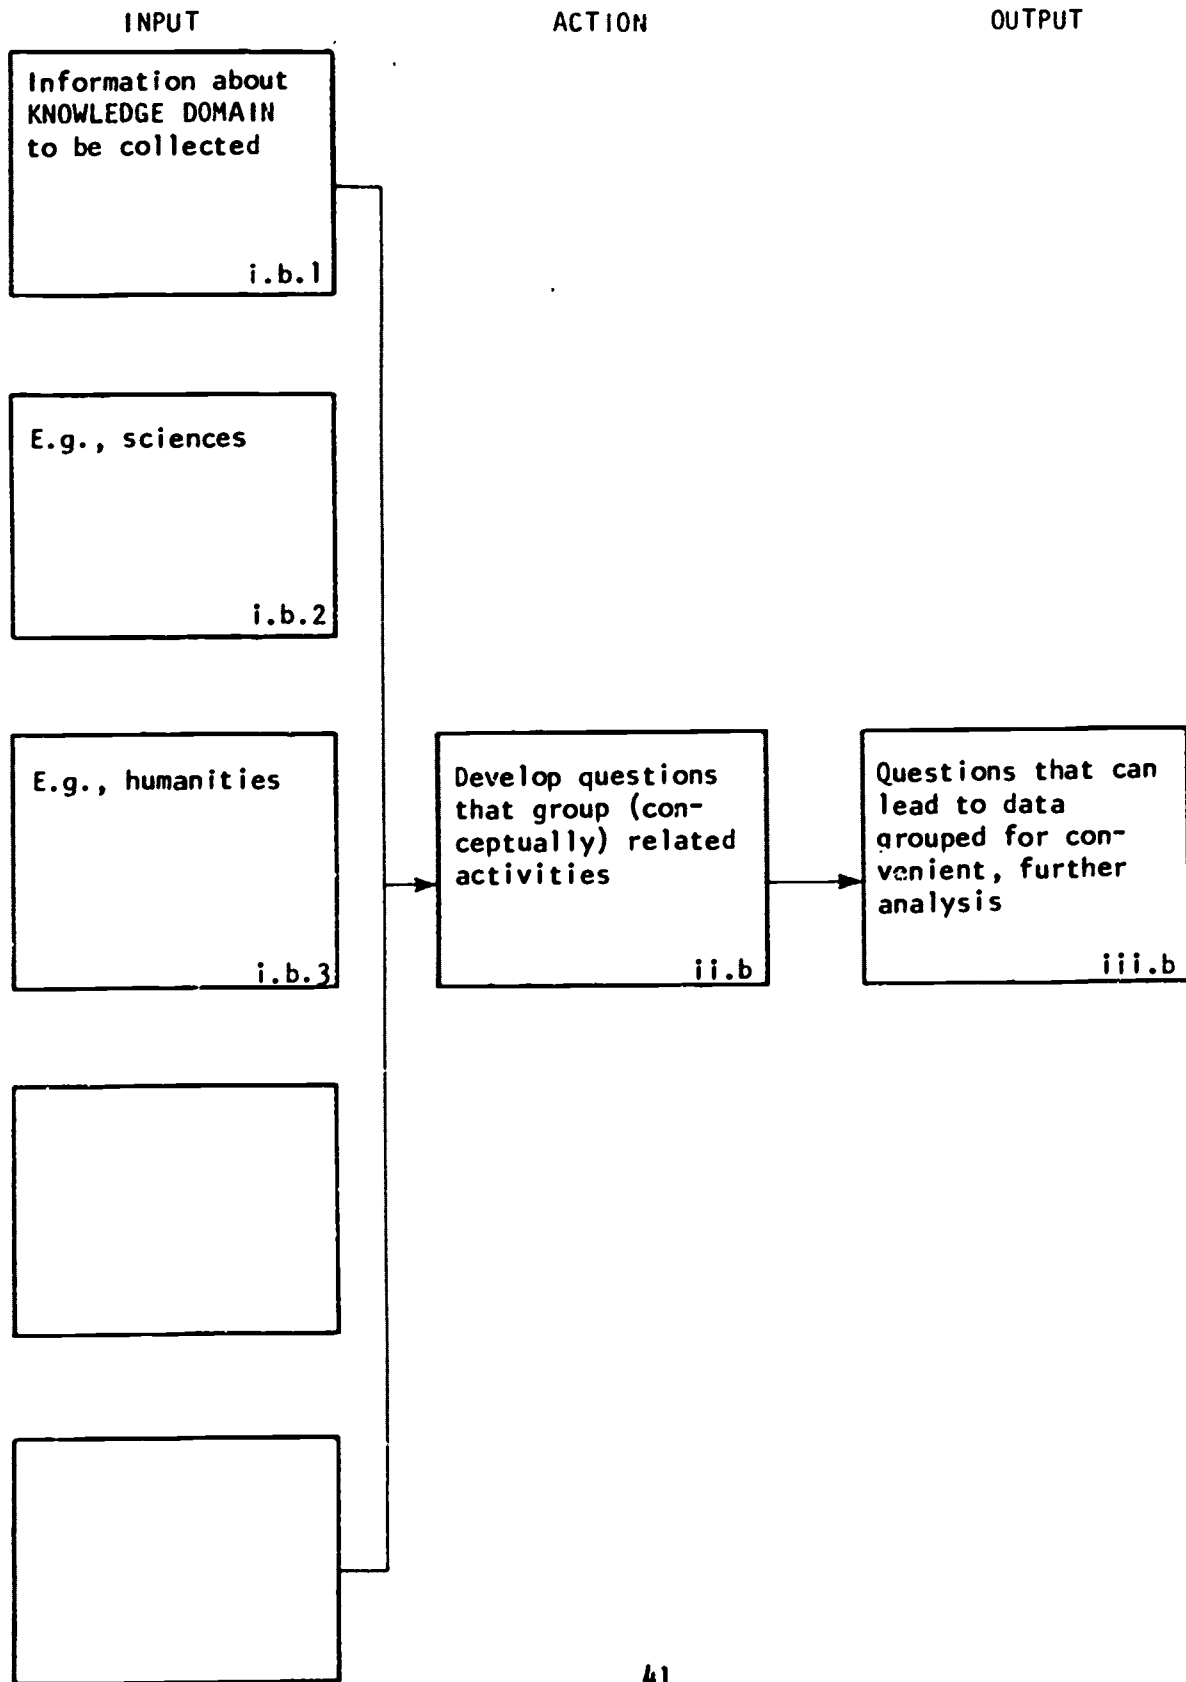 INPUT
ACTION
OUTPUT
Information about
KNOWLEDGE DOMAIN
to be collected
i.b.1
E.g., sciences
i.b.2
E.g., humanities
i.b.3
Develop questions
that group (con-
ceptually) related
activities
ii.b
Questions that can
lead to data
grouped for con-
venient, further
analysis
iii.b
41